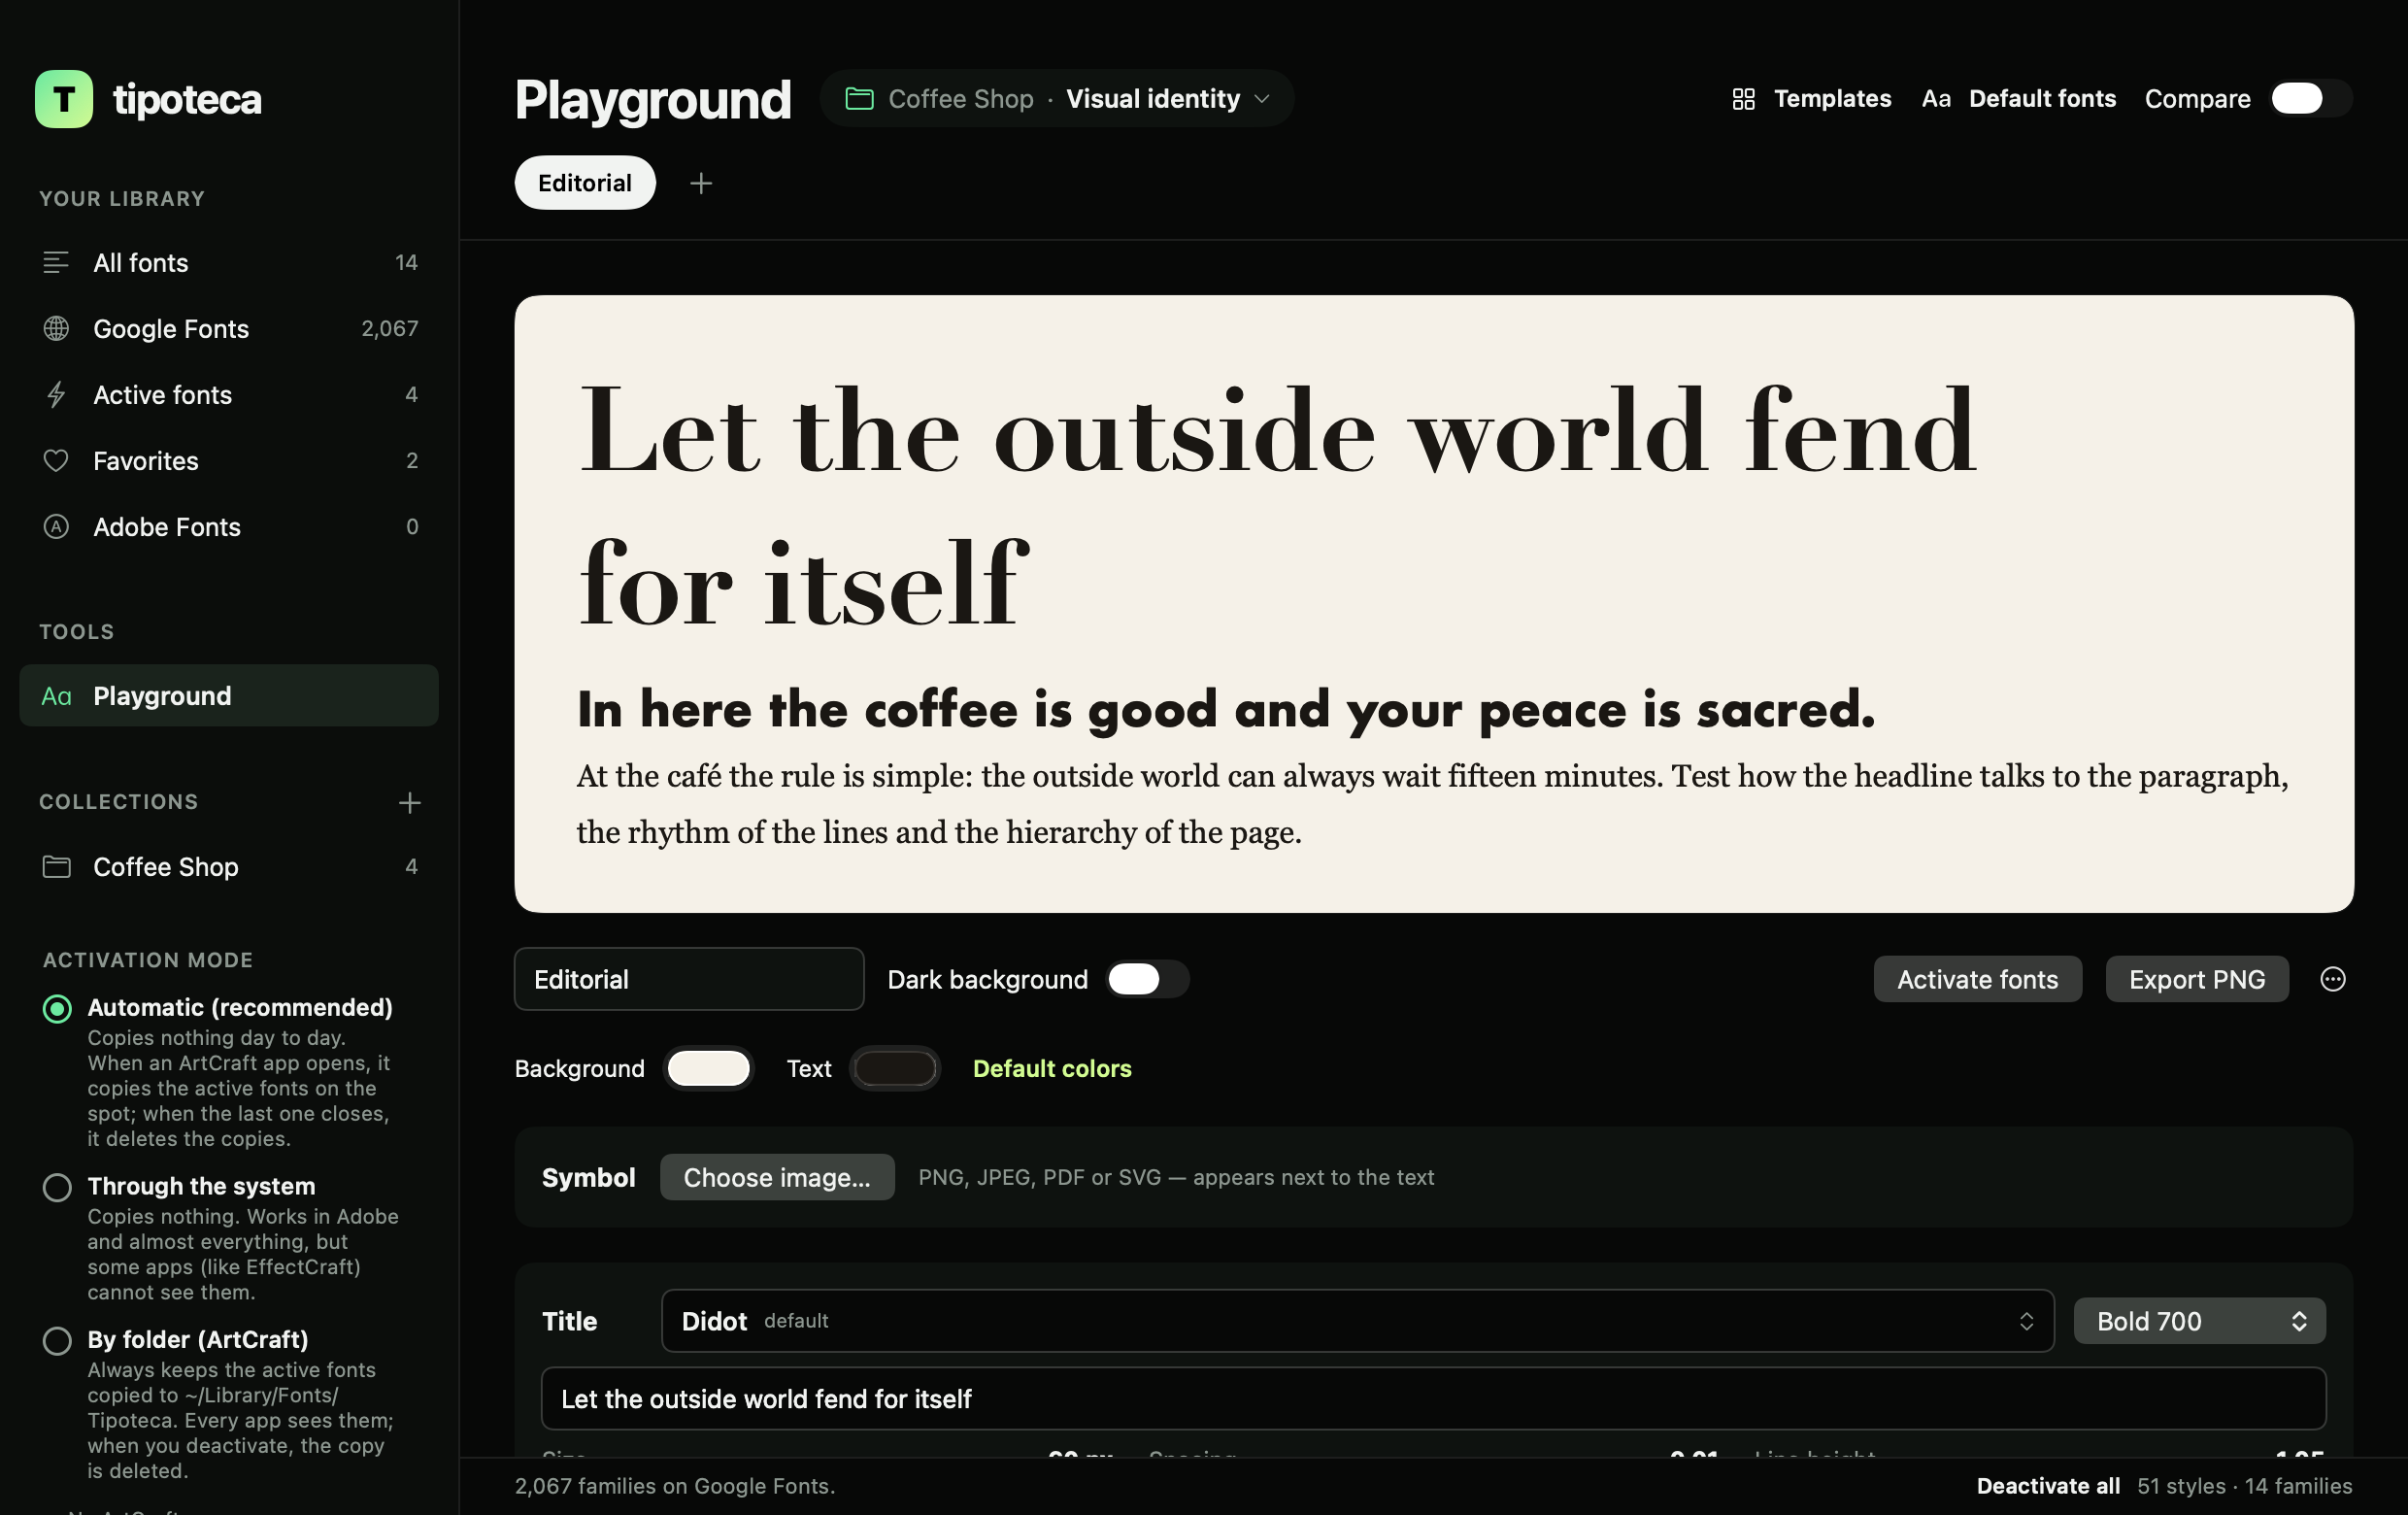 T tipoteca
YOUR LIBRARY
All fonts 14
Google Fonts 2,067
Active fonts 4
Favorites 2
A Adobe Fonts 0
TOOLS
Aa Playground
COLLECTIONS +
Coffee Shop 4
ACTIVATION MODE
Automatic (recommended)
Copies nothing day to day.
When an ArtCraft app opens, it
copies the active fonts on the
spot; when the last one closes,
it deletes the copies.
Through the system
Copies nothing. Works in Adobe
and almost everything, but
some apps (like EffectCraft)
cannot see them.
By folder (ArtCraft)
Always keeps the active fonts
copied to ~/Library/Fonts/
Tipoteca. Every app sees them;
when you deactivate, the copy
is deleted.
Playground Coffee Shop · Visual identity Templates Aa Default fonts Compare
Editorial +
Let the outside world fend
for itself
In here the coffee is good and your peace is sacred.
At the café the rule is simple: the outside world can always wait fifteen minutes. Test how the headline talks to the paragraph,
the rhythm of the lines and the hierarchy of the page.
Editorial Dark background Activate fonts Export PNG
Background Text Default colors
Symbol Choose image... PNG, JPEG, PDF or SVG — appears next to the text
Title Didot default Bold 700
Let the outside world fend for itself
Size Spacing Line height
2,067 families on Google Fonts. Deactivate all 51 styles · 14 families